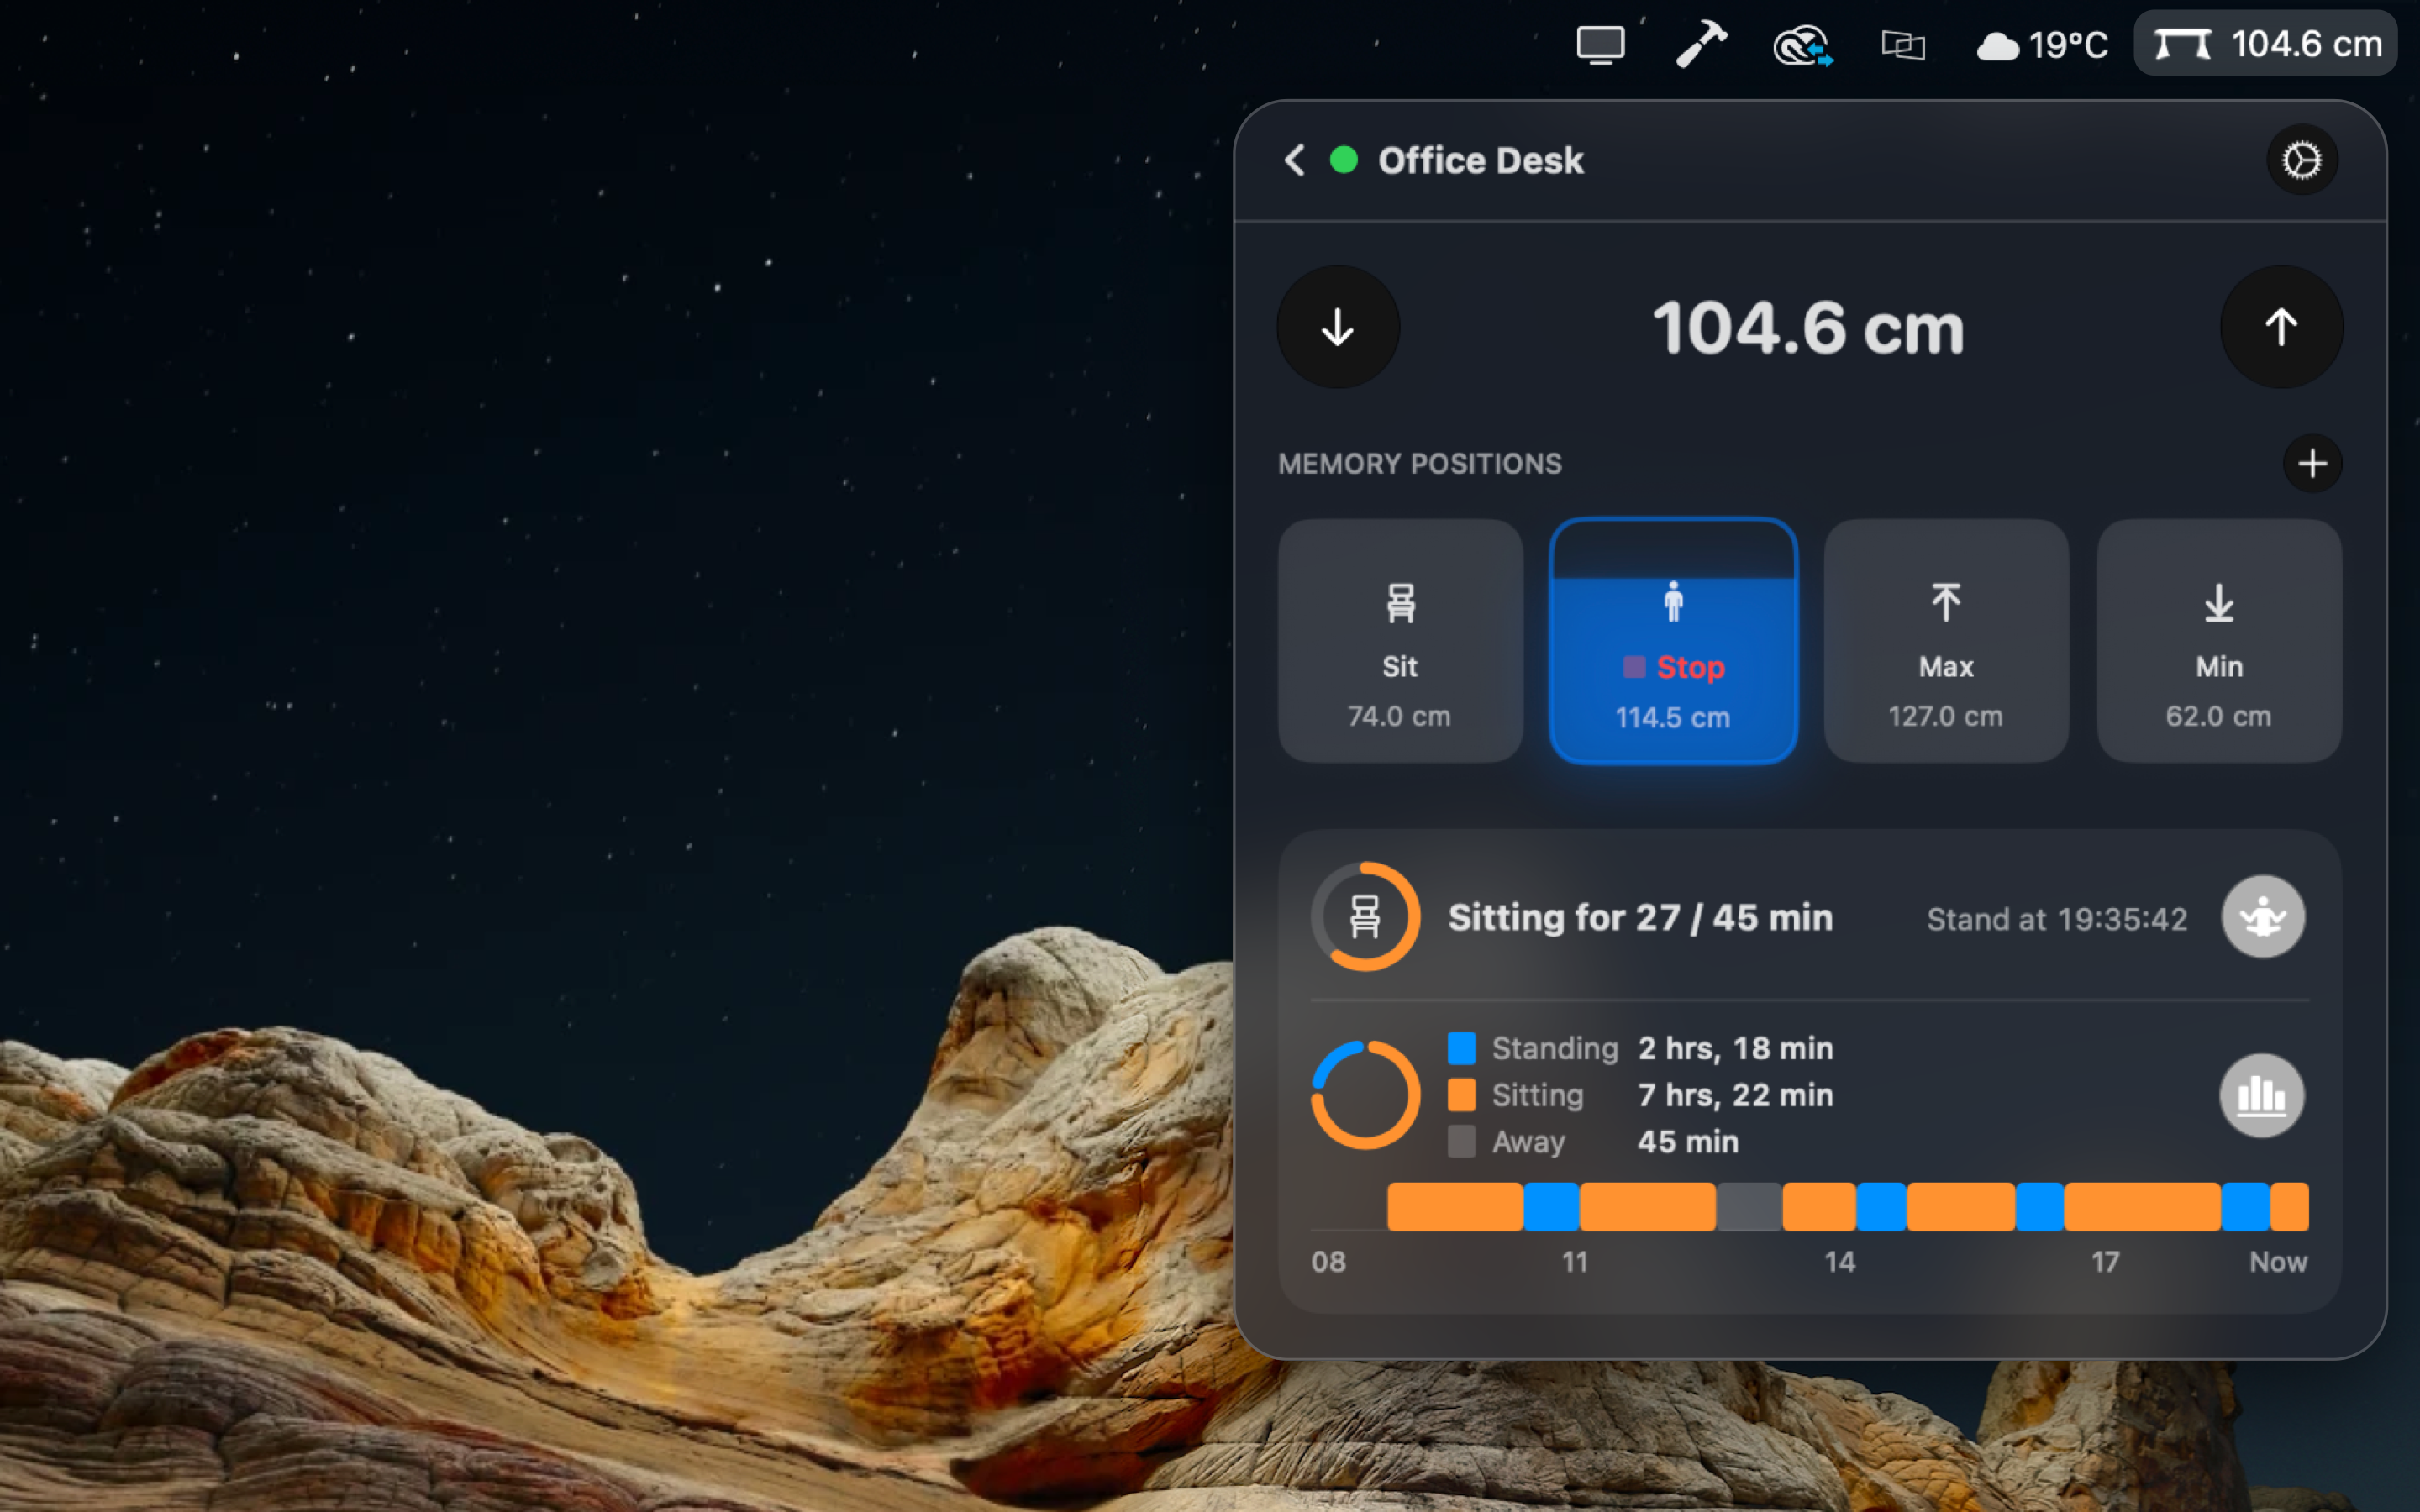 19°C 104.6 cm
Office Desk
104.6 cm
MEMORY POSITIONS
Sit
74.0 cm
Stop
114.5 cm
Max
127.0 cm
Min
62.0 cm
Sitting for 27 / 45 min Stand at 19:35:42
Standing 2 hrs, 18 min
Sitting 7 hrs, 22 min
Away 45 min
08 11 14 17 Now